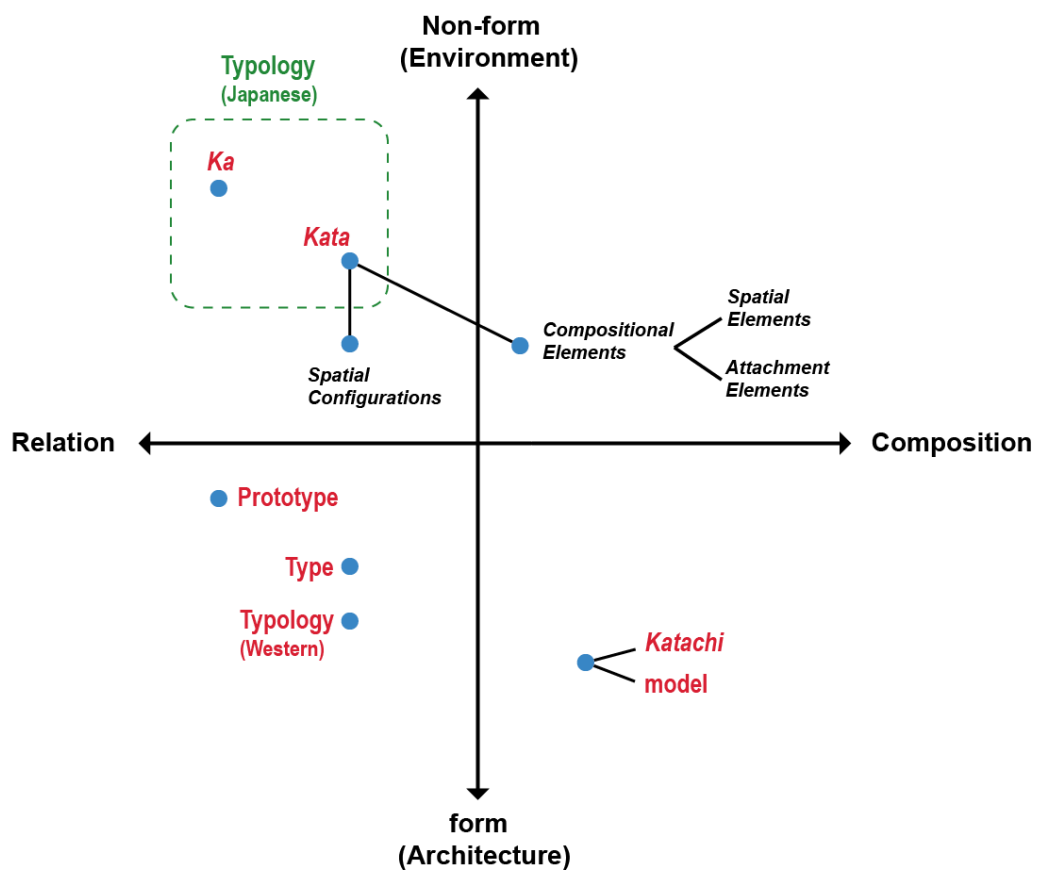 Non-form
(Environment)
Typology
(Japanese)
Ka
Kata
Spatial
Elements
Compositional
Elements
Attachment
Elements
Spatial
Configurations
Relation
Composition
Prototype
Type
Typology
(Western)
Katachi
model
form
(Architecture)